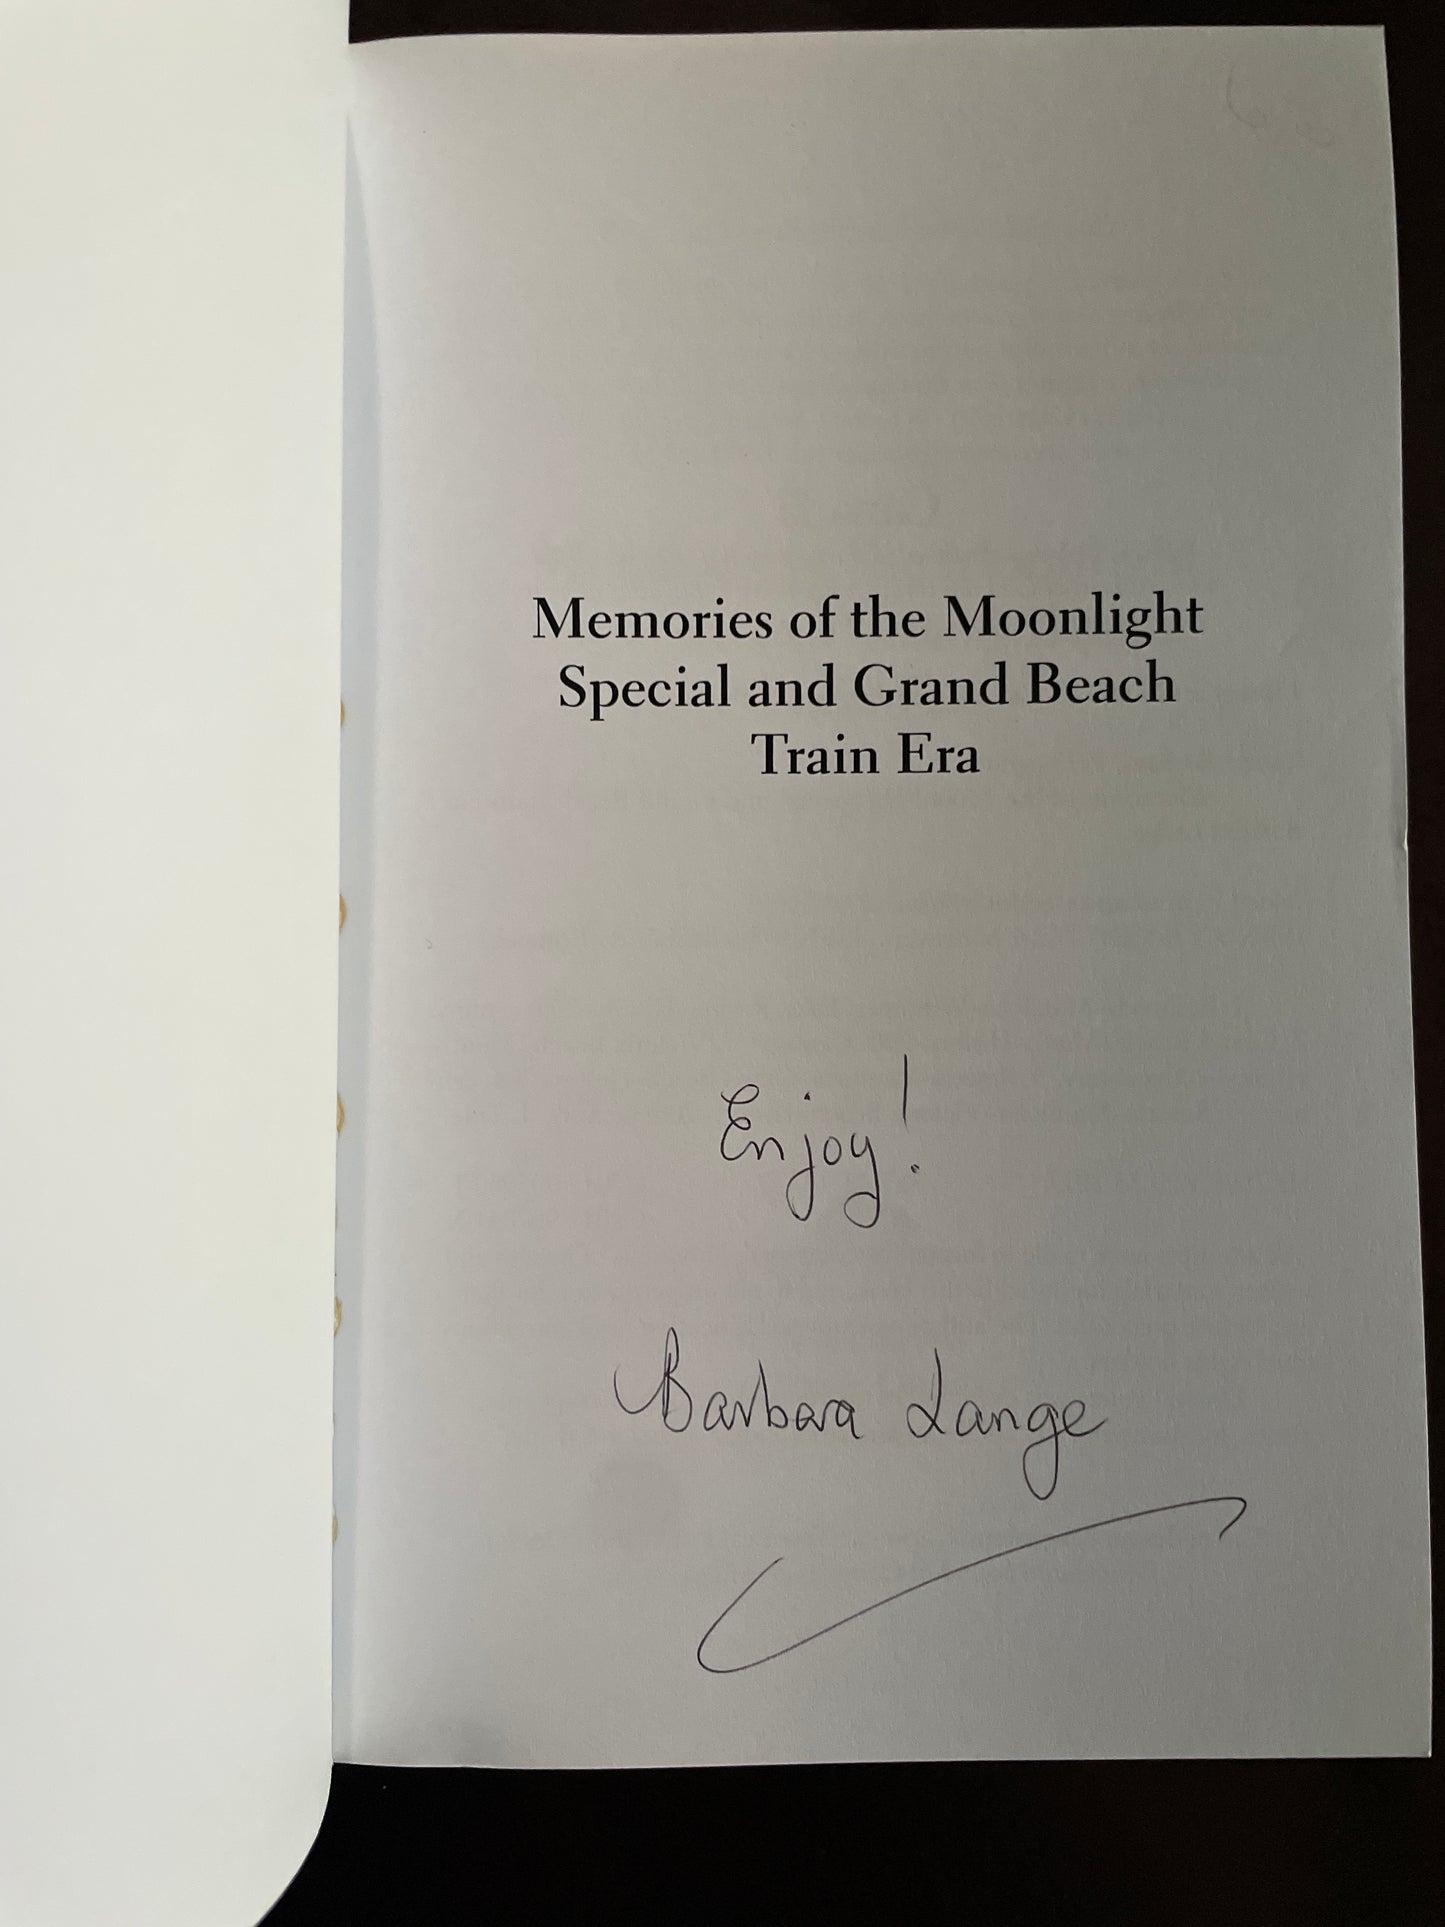 Memories of the Moonlight
Special and Grand Beach
Train Era
Enjoy!
Barbara Lange